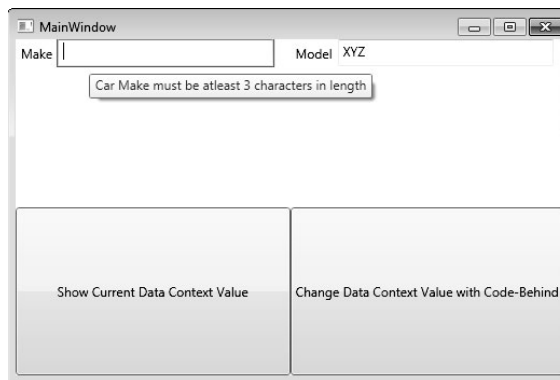 MainWindow
Make Model XYZ
Car Make must be atleast 3 characters in length
Show Current Data Context Value Change Data Context Value with Code-Behind